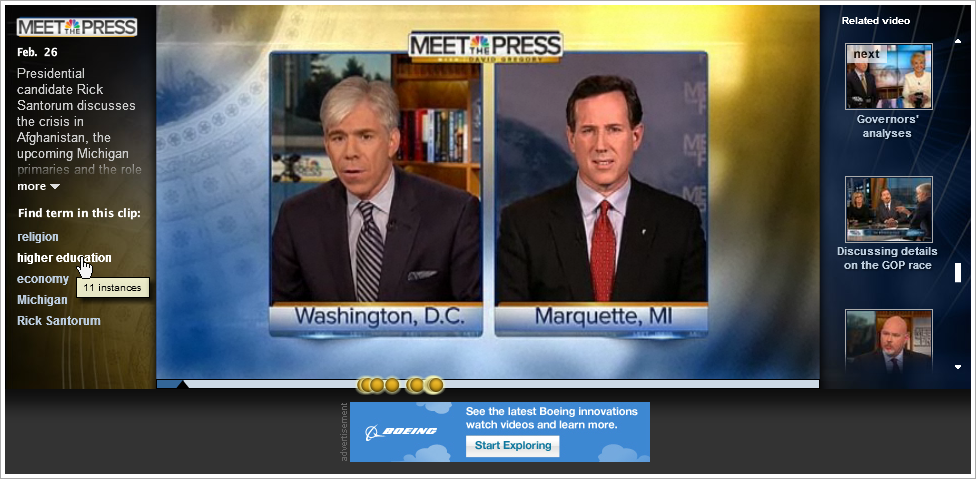 MEET THE PRESS
Feb. 26
Presidential
candidate Rick
Santorum discusses
the crisis in
Afghanistan, the
upcoming Michigan
primaries and the role
more
Find term in this clip:
religion
higher education
economy
11 instances
Michigan
Rick Santorum
MEET THE PRESS
WITH DAVID GREGORY
Washington, D.C.
Marquette, MI
Related video
next
Governors'
analyses
Discussing details
on the GOP race
advertisement
BOEING
See the latest Boeing innovations
watch videos and learn more.
Start Exploring